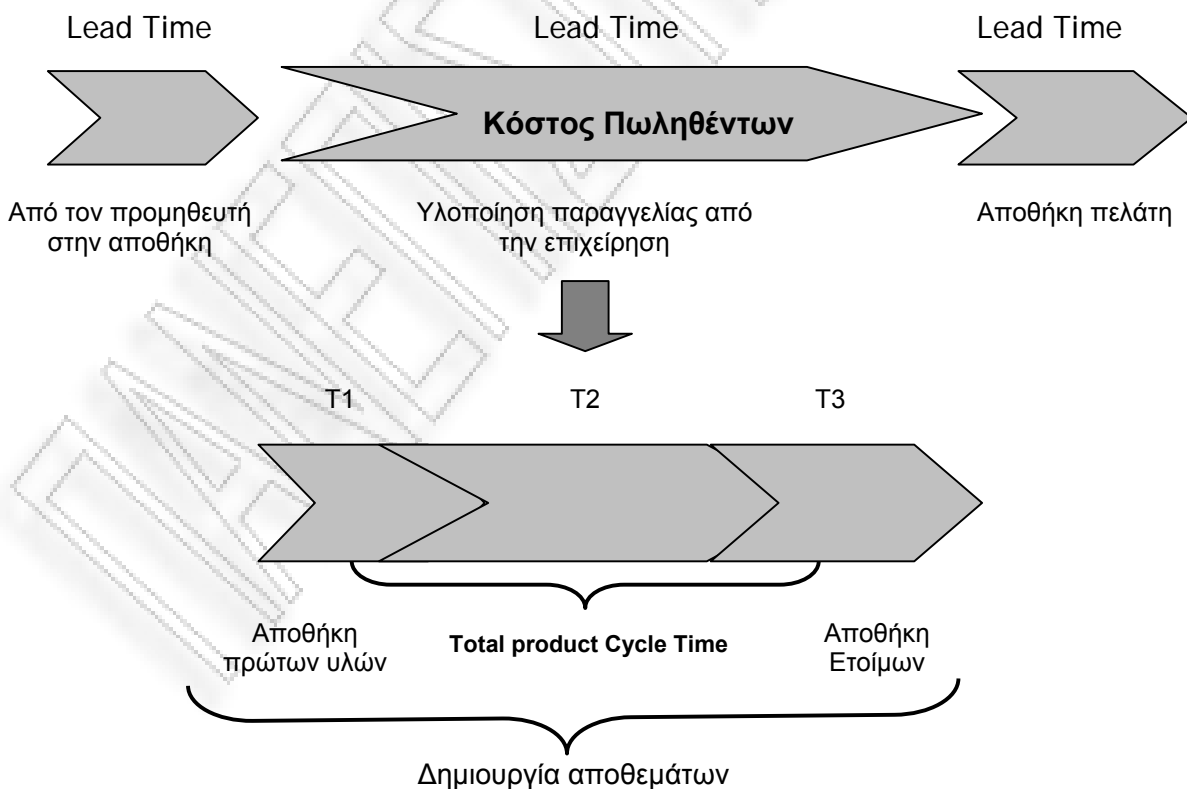 Lead Time Lead Time Lead Time
Κόστος Πωληθέντων
Από τον προμηθευτή
στην αποθήκη
Υλοποίηση παραγγελίας από
την επιχείρηση
Αποθήκη πελάτη
T1 T2 T3
Αποθήκη
πρώτων υλών
Total product Cycle Time
Αποθήκη
Ετοίμων
Δημιουργία αποθεμάτων